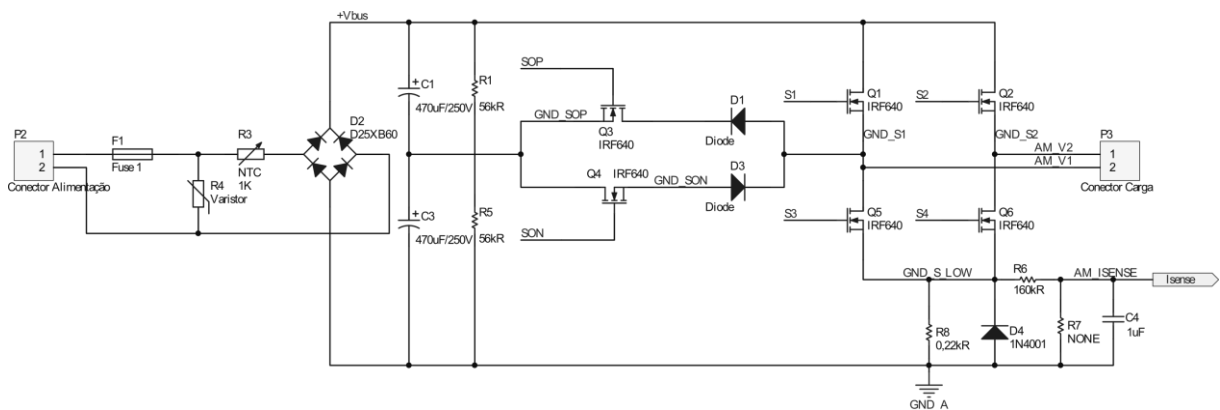 +Vbus
P2
1
2
Conector Alimentação
F1
Fuse 1
R3
NTC
1K
R4
Varistor
D2
D25XB60
+
C1
470uF/250V
R1
56kR
+
C3
470uF/250V
R5
56kR
SOP
GND_SOP
Q3
IRF640
D1
Diode
Q4
IRF640
GND_SON
D3
Diode
SON
S1
Q1
IRF640
GND_S1
S2
Q2
IRF640
GND_S2
AM_V2
AM_V1
P3
1
2
Conector Carga
S3
Q5
IRF640
S4
Q6
IRF640
GND_S_LOW
R6
160kR
AM_ISENSE
Isense
R8
0,22kR
D4
1N4001
R7
NONE
C4
1uF
GND_A